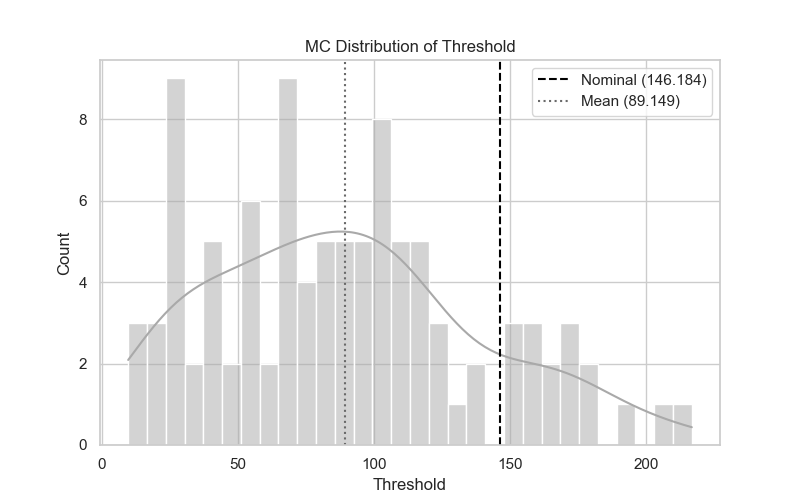 MC Distribution of Threshold
Nominal (146.184)
Mean (89.149)
8
6
4
2
0
Count
0 50 100 150 200
Threshold